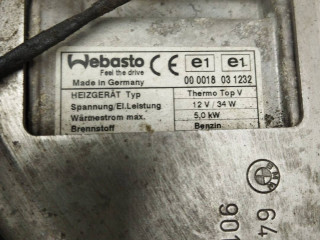 Webasto CE e1 e1
Feel the drive
Made in Germany 00 0018 03 1232
HEIZGERÄT Typ Thermo Top V
Spannung/El.Leistung 12 V / 34 W
Wärmestrom max. 5,0 kW
Brennstoff Benzin
BMW
64
901